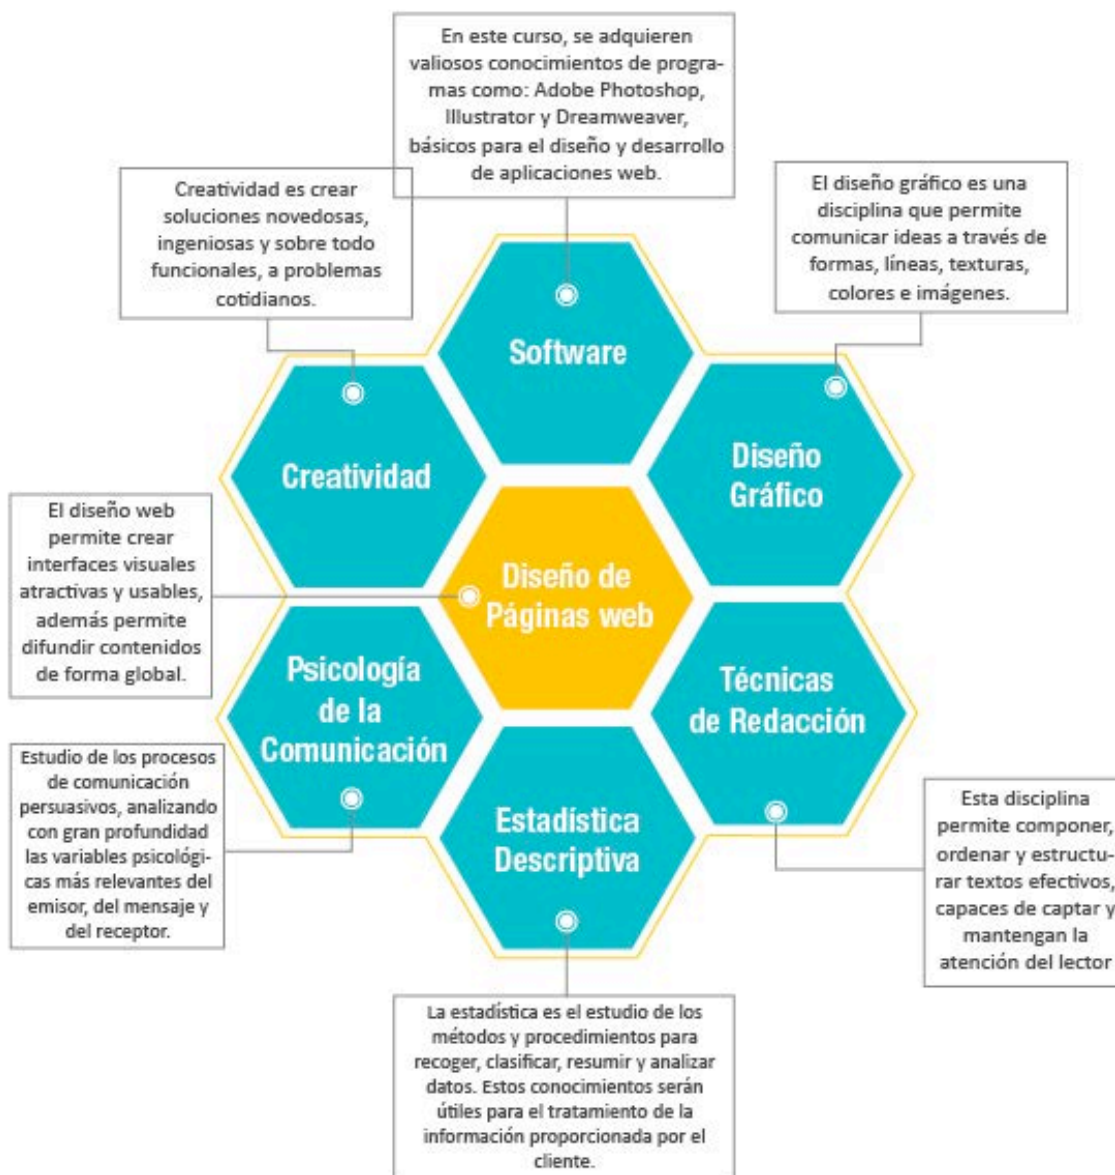 En este curso, se adquieren
valiosos conocimientos de progra-
mas como: Adobe Photoshop,
Illustrator y Dreamweaver,
básicos para el diseño y desarrollo
de aplicaciones web.
Creatividad es crear
soluciones novedosas,
ingeniosas y sobre todo
funcionales, a problemas
cotidianos.
El diseño gráfico es una
disciplina que permite
comunicar ideas a través de
formas, líneas, texturas,
colores e imágenes.
Software
Creatividad
Diseño
Gráfico
El diseño web
permite crear
interfaces visuales
atractivas y usables,
además permite
difundir contenidos
de forma global.
Diseño de
Páginas web
Psicología
de la
Comunicación
Técnicas
de Redacción
Estudio de los procesos
de comunicación
persuasivos, analizando
con gran profundidad
las variables psicológi-
cas más relevantes del
emisor, del mensaje y
del receptor.
Estadística
Descriptiva
Esta disciplina
permite componer,
ordenar y estructu-
rar textos efectivos,
capaces de captar y
mantengan la
atención del lector
La estadística es el estudio de los
métodos y procedimientos para
recoger, clasificar, resumir y analizar
datos. Estos conocimientos serán
útiles para el tratamiento de la
información proporcionada por el
cliente.